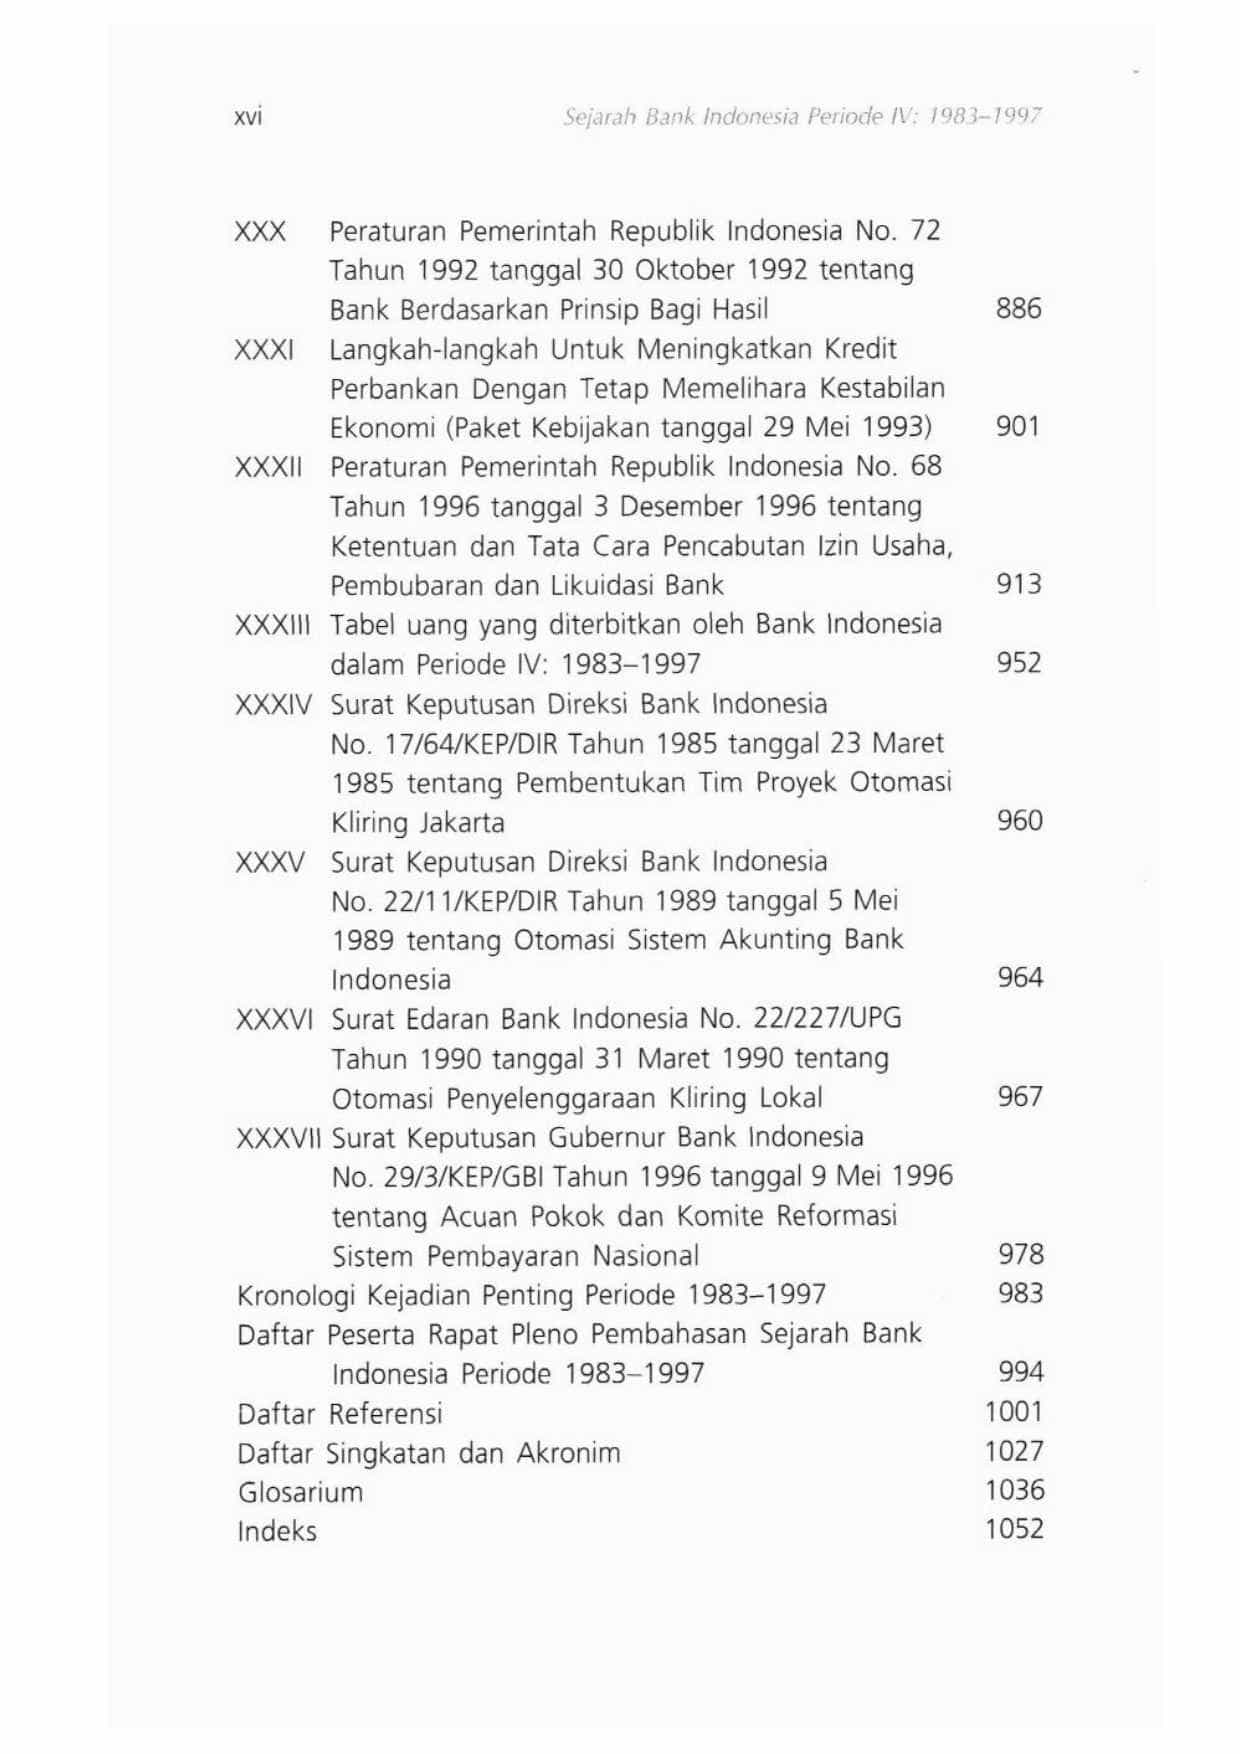 xvi Sejarah Bank Indonesia Periode IV: 1983–1997
XXX Peraturan Pemerintah Republik Indonesia No. 72
Tahun 1992 tanggal 30 Oktober 1992 tentang
Bank Berdasarkan Prinsip Bagi Hasil 886
XXXI Langkah-langkah Untuk Meningkatkan Kredit
Perbankan Dengan Tetap Memelihara Kestabilan
Ekonomi (Paket Kebijakan tanggal 29 Mei 1993) 901
XXXII Peraturan Pemerintah Republik Indonesia No. 68
Tahun 1996 tanggal 3 Desember 1996 tentang
Ketentuan dan Tata Cara Pencabutan Izin Usaha,
Pembubaran dan Likuidasi Bank 913
XXXIII Tabel uang yang diterbitkan oleh Bank Indonesia
dalam Periode IV: 1983–1997 952
XXXIV Surat Keputusan Direksi Bank Indonesia
No. 17/64/KEP/DIR Tahun 1985 tanggal 23 Maret
1985 tentang Pembentukan Tim Proyek Otomasi
Kliring Jakarta 960
XXXV Surat Keputusan Direksi Bank Indonesia
No. 22/11/KEP/DIR Tahun 1989 tanggal 5 Mei
1989 tentang Otomasi Sistem Akunting Bank
Indonesia 964
XXXVI Surat Edaran Bank Indonesia No. 22/227/UPG
Tahun 1990 tanggal 31 Maret 1990 tentang
Otomasi Penyelenggaraan Kliring Lokal 967
XXXVII Surat Keputusan Gubernur Bank Indonesia
No. 29/3/KEP/GBI Tahun 1996 tanggal 9 Mei 1996
tentang Acuan Pokok dan Komite Reformasi
Sistem Pembayaran Nasional 978
Kronologi Kejadian Penting Periode 1983–1997 983
Daftar Peserta Rapat Pleno Pembahasan Sejarah Bank
Indonesia Periode 1983–1997 994
Daftar Referensi 1001
Daftar Singkatan dan Akronim 1027
Glosarium 1036
Indeks 1052